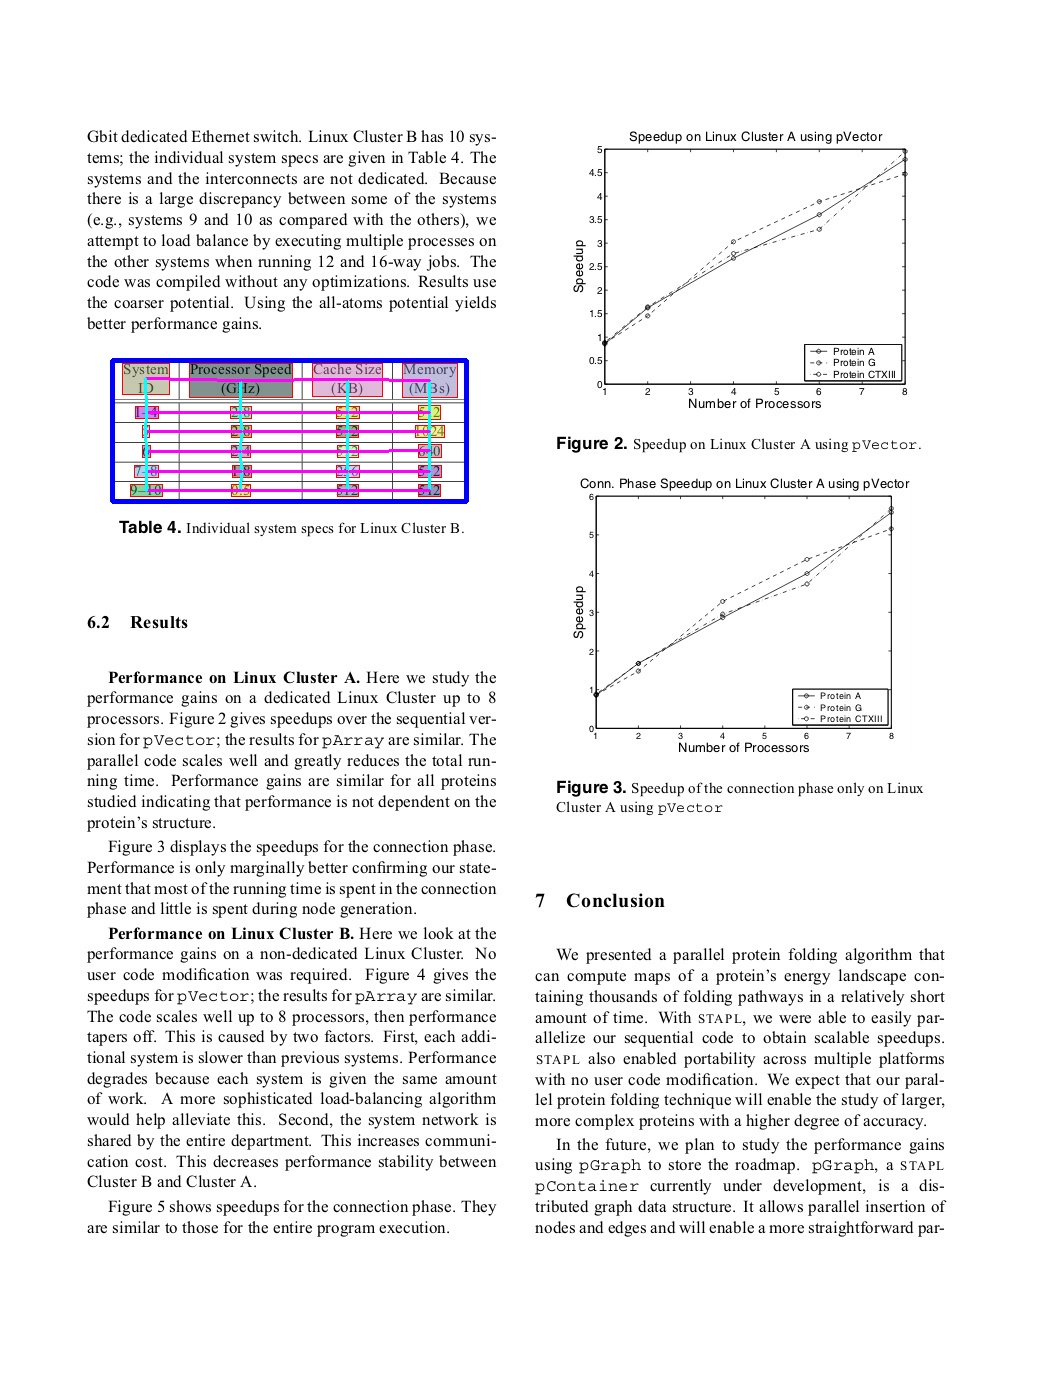 Gbit dedicated Ethernet switch. Linux Cluster B has 10 sys-
tems; the individual system specs are given in Table 4. The
systems and the interconnects are not dedicated. Because
there is a large discrepancy between some of the systems
(e.g., systems 9 and 10 as compared with the others), we
attempt to load balance by executing multiple processes on
the other systems when running 12 and 16-way jobs. The
code was compiled without any optimizations. Results use
the coarser potential. Using the all-atoms potential yields
better performance gains.
System Processor Speed Cache Size Memory
ID (GHz) (KB) (MBs)
1–4 2.8 512 512
2.8 512 1024
2.4 512
7–8 1.8 256 512
9–10 0.5 512 512
Table 4. Individual system specs for Linux Cluster B.
6.2 Results
Performance on Linux Cluster A. Here we study the
performance gains on a dedicated Linux Cluster up to 8
processors. Figure 2 gives speedups over the sequential ver-
sion for pVector; the results for pArray are similar. The
parallel code scales well and greatly reduces the total run-
ning time. Performance gains are similar for all proteins
studied indicating that performance is not dependent on the
protein's structure.
Figure 3 displays the speedups for the connection phase.
Performance is only marginally better confirming our state-
ment that most of the running time is spent in the connection
phase and little is spent during node generation.
Performance on Linux Cluster B. Here we look at the
performance gains on a non-dedicated Linux Cluster. No
user code modification was required. Figure 4 gives the
speedups for pVector; the results for pArray are similar.
The code scales well up to 8 processors, then performance
tapers off. This is caused by two factors. First, each addi-
tional system is slower than previous systems. Performance
degrades because each system is given the same amount
of work. A more sophisticated load-balancing algorithm
would help alleviate this. Second, the system network is
shared by the entire department. This increases communi-
cation cost. This decreases performance stability between
Cluster B and Cluster A.
Figure 5 shows speedups for the connection phase. They
are similar to those for the entire program execution.
Speedup on Linux Cluster A using pVector
5
4.5
4
3.5
3
2.5
2
1.5
1
0.5
0
Speedup
Protein A
Protein G
Protein CTXIII
1 2 3 4 5 6 7 8
Number of Processors
Figure 2. Speedup on Linux Cluster A using pVector.
Conn. Phase Speedup on Linux Cluster A using pVector
6
5
4
3
2
1
0
Speedup
Protein A
Protein G
Protein CTXIII
1 2 3 4 5 6 7 8
Number of Processors
Figure 3. Speedup of the connection phase only on Linux
Cluster A using pVector
7 Conclusion
We presented a parallel protein folding algorithm that
can compute maps of a protein's energy landscape con-
taining thousands of folding pathways in a relatively short
amount of time. With STAPL, we were able to easily par-
allelize our sequential code to obtain scalable speedups.
STAPL also enabled portability across multiple platforms
with no user code modification. We expect that our paral-
lel protein folding technique will enable the study of larger,
more complex proteins with a higher degree of accuracy.
In the future, we plan to study the performance gains
using pGraph to store the roadmap. pGraph, a STAPL
pContainer currently under development, is a dis-
tributed graph data structure. It allows parallel insertion of
nodes and edges and will enable a more straightforward par-